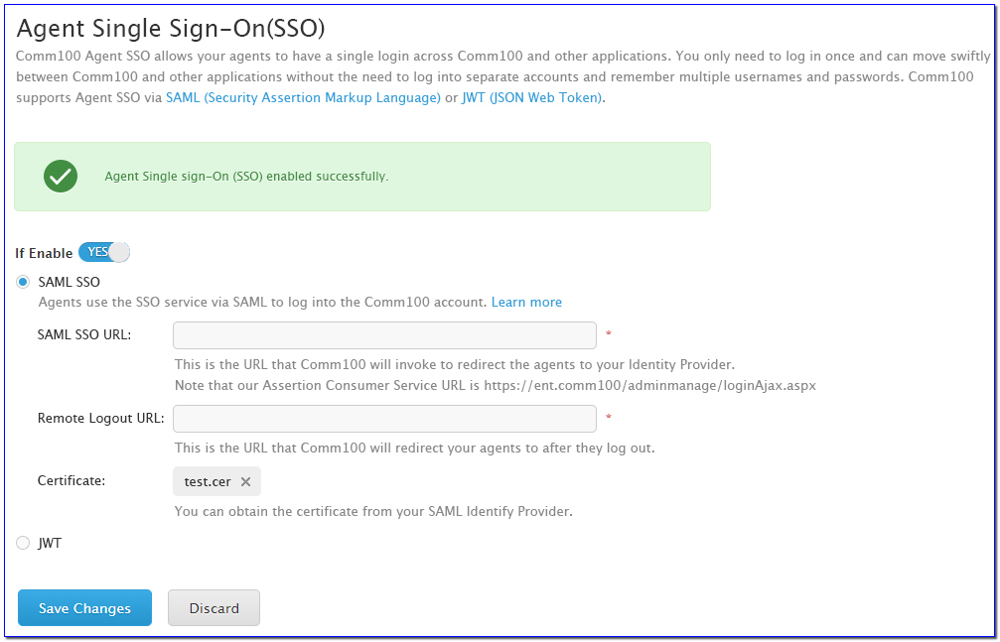 Agent Single Sign-On(SSO)
Comm100 Agent SSO allows your agents to have a single login across Comm100 and other applications. You only need to log in once and can move swiftly
between Comm100 and other applications without the need to log into separate accounts and remember multiple usernames and passwords. Comm100
supports Agent SSO via SAML (Security Assertion Markup Language) or JWT (JSON Web Token).
Agent Single sign-On (SSO) enabled successfully.
If Enable YES
SAML SSO
Agents use the SSO service via SAML to log into the Comm100 account. Learn more
SAML SSO URL: *
This is the URL that Comm100 will invoke to redirect the agents to your Identity Provider.
Note that our Assertion Consumer Service URL is https://ent.comm100/adminmanage/loginAjax.aspx
Remote Logout URL: *
This is the URL that Comm100 will redirect your agents to after they log out.
Certificate: test.cer ×
You can obtain the certificate from your SAML Identify Provider.
JWT
Save Changes Discard